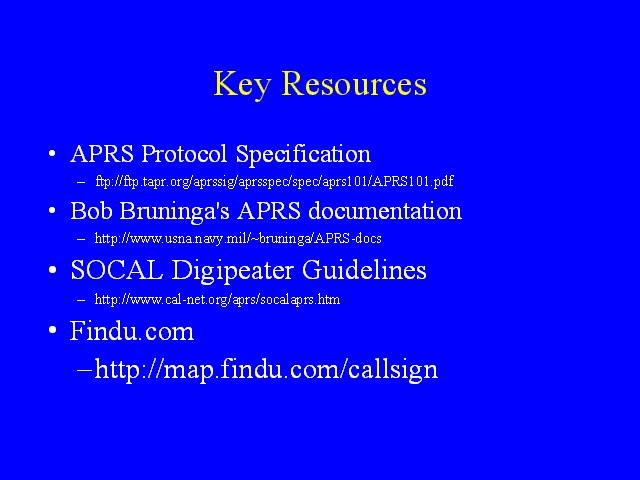 Key Resources
• APRS Protocol Specification
– ftp://ftp.tapr.org/aprssig/aprsspec/spec/aprs101/APRS101.pdf
• Bob Bruninga's APRS documentation
– http://www.usna.navy.mil/~bruninga/APRS-docs
• SOCAL Digipeater Guidelines
– http://www.cal-net.org/aprs/socalaprs.htm
• Findu.com
–http://map.findu.com/callsign